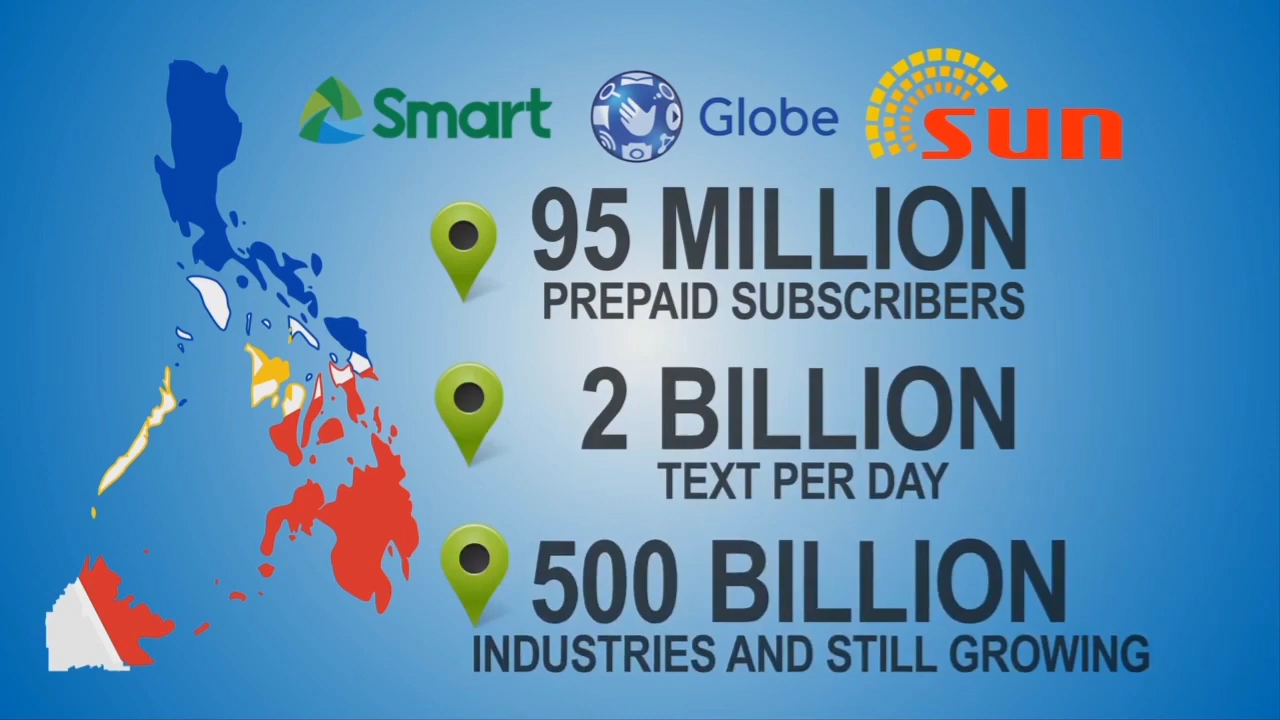 Smart
Globe
sun
95 MILLION
PREPAID SUBSCRIBERS
2 BILLION
TEXT PER DAY
500 BILLION
INDUSTRIES AND STILL GROWING